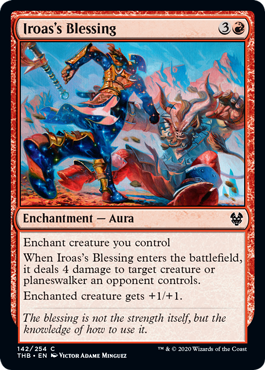 Iroas's Blessing 3
Enchantment — Aura
Enchant creature you control
When Iroas's Blessing enters the battlefield,
it deals 4 damage to target creature or
planeswalker an opponent controls.
Enchanted creature gets +1/+1.
The blessing is not the strength itself, but the
knowledge of how to use it.
142/254 C
THB • EN Victor Adame Minguez ™ & © 2020 Wizards of the Coast